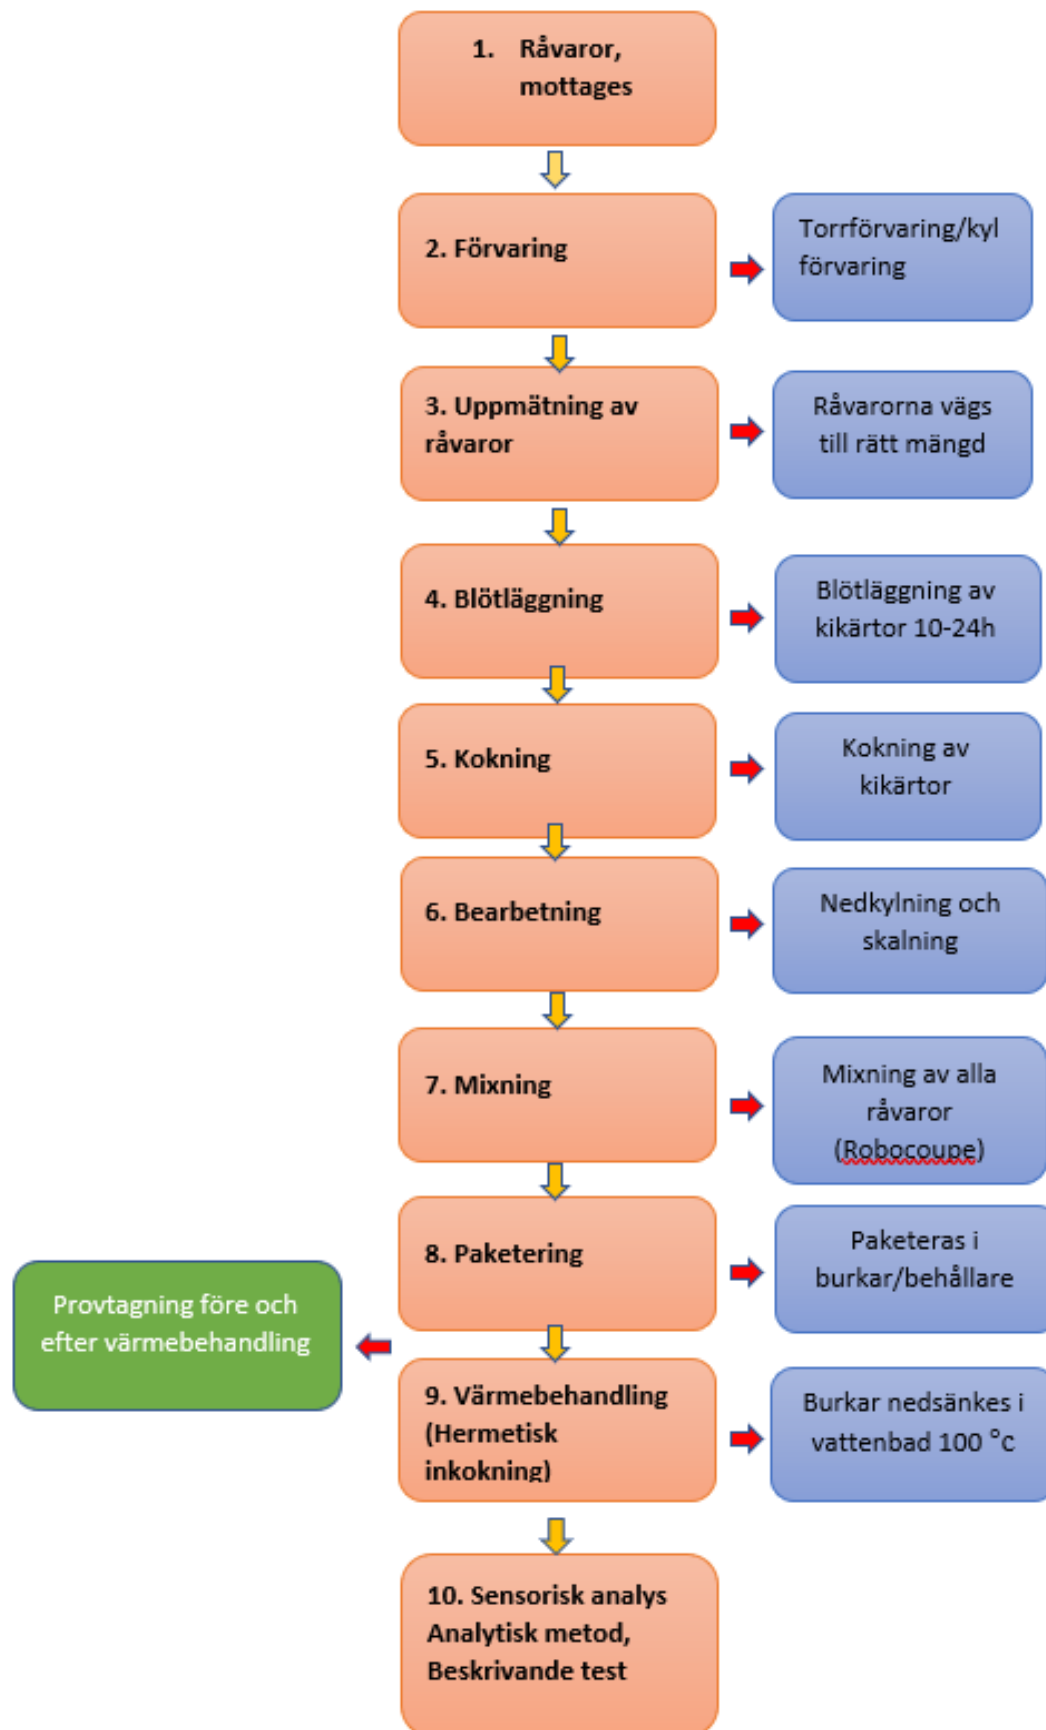 1. Råvaror,
mottages
2. Förvaring
Torrförvaring/kyl
förvaring
3. Uppmätning av
råvaror
Råvarorna vägs
till rätt mängd
4. Blötläggning
Blötläggning av
kikärtor 10-24h
5. Kokning
Kokning av
kikärtor
6. Bearbetning
Nedkylning och
skalning
7. Mixning
Mixning av alla
råvaror
(Robocoupe)
8. Paketering
Paketeras i
burkar/behållare
Provtagning före och
efter värmebehandling
9. Värmebehandling
(Hermetisk
inkokning)
Burkar nedsänkes i
vattenbad 100 °c
10. Sensorisk analys
Analytisk metod,
Beskrivande test